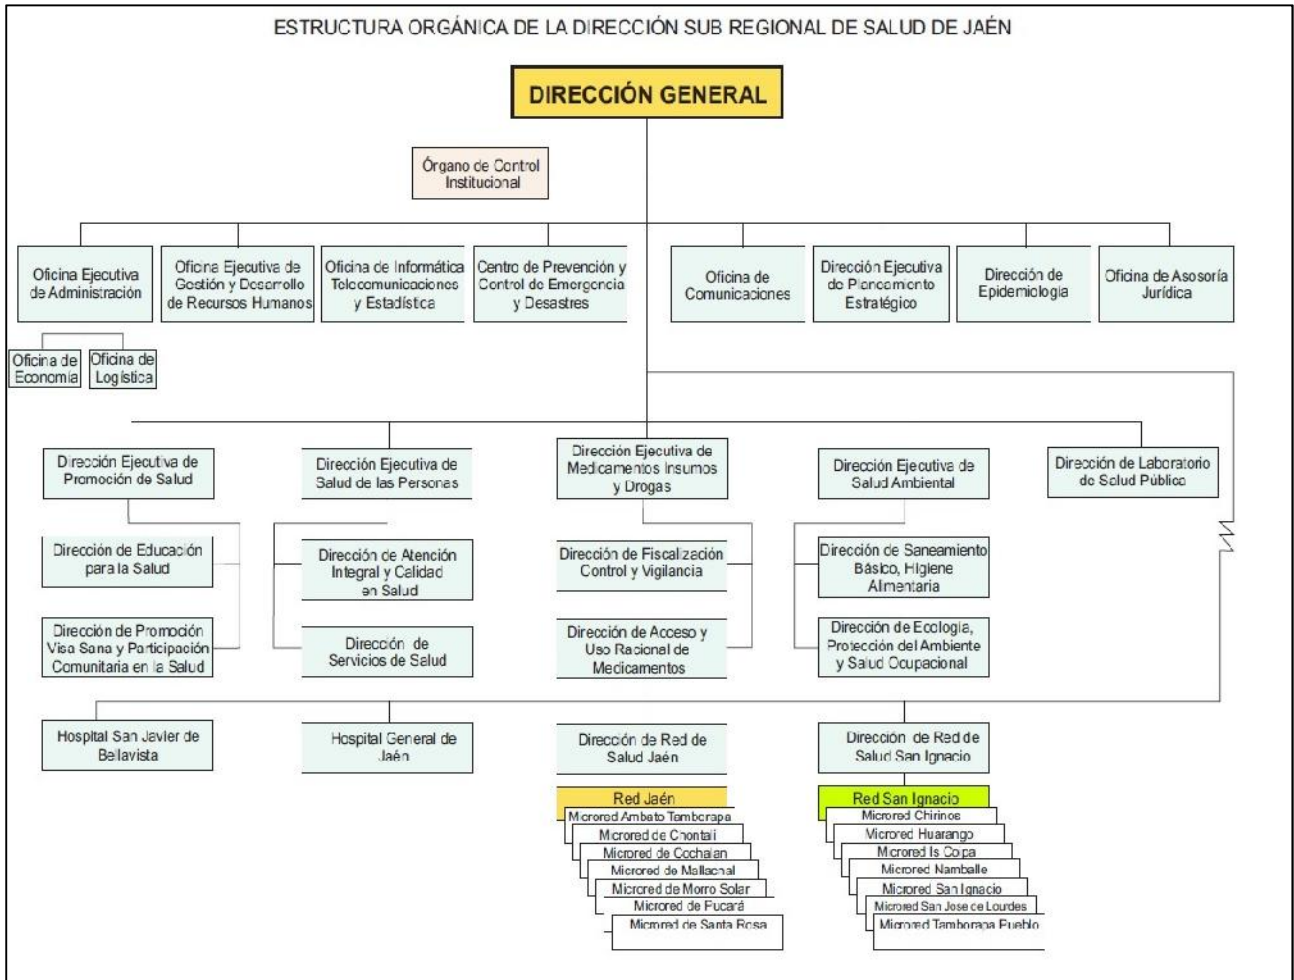 ESTRUCTURA ORGÁNICA DE LA DIRECCIÓN SUB REGIONAL DE SALUD DE JAÉN
DIRECCIÓN GENERAL
Órgano de Control
Institucional
Oficina Ejecutiva
de Administración
Oficina Ejecutiva de
Gestión y Desarrollo
de Recursos Humanos
Oficina de Informática
Telecomunicaciones
y Estadística
Centro de Prevención y
Control de Emergencia
y Desastres
Oficina de
Comunicaciones
Dirección Ejecutiva
de Planeamiento
Estratégico
Dirección de
Epidemiología
Oficina de Asosoría
Jurídica
Oficina de
Economía
Oficina de
Logística
Dirección Ejecutiva de
Promoción de Salud
Dirección Ejecutiva de
Salud de las Personas
Dirección Ejecutiva de
Medicamentos Insumos
y Drogas
Dirección Ejecutiva de
Salud Ambiental
Dirección de Laboratorio
de Salud Pública
Dirección de Educación
para la Salud
Dirección de Atención
Integral y Calidad
en Salud
Dirección de Fiscalización
Control y Vigilancia
Dirección de Saneamiento
Básico, Higiene
Alimentaria
Dirección de Promoción
Visa Sana y Participación
Comunitaria en la Salud
Dirección de
Servicios de Salud
Dirección de Acceso y
Uso Racional de
Medicamentos
Dirección de Ecología,
Protección del Ambiente
y Salud Ocupacional
Hospital San Javier de
Bellavista
Hospital General de
Jaén
Dirección de Red de
Salud Jaén
Dirección de Red de
Salud San Ignacio
Red Jaén
Microred Ambato Tamborapa
Microred de Chontali
Microred de Cochalan
Microred de Mallachal
Microred de Morro Solar
Microred de Pucará
Microred de Santa Rosa
Red San Ignacio
Microred Chirinos
Microred Huarango
Microred Is Coipa
Microred Namballe
Microred San Ignacio
Microred San Jose de Lourdes
Microred Tamborapa Pueblo